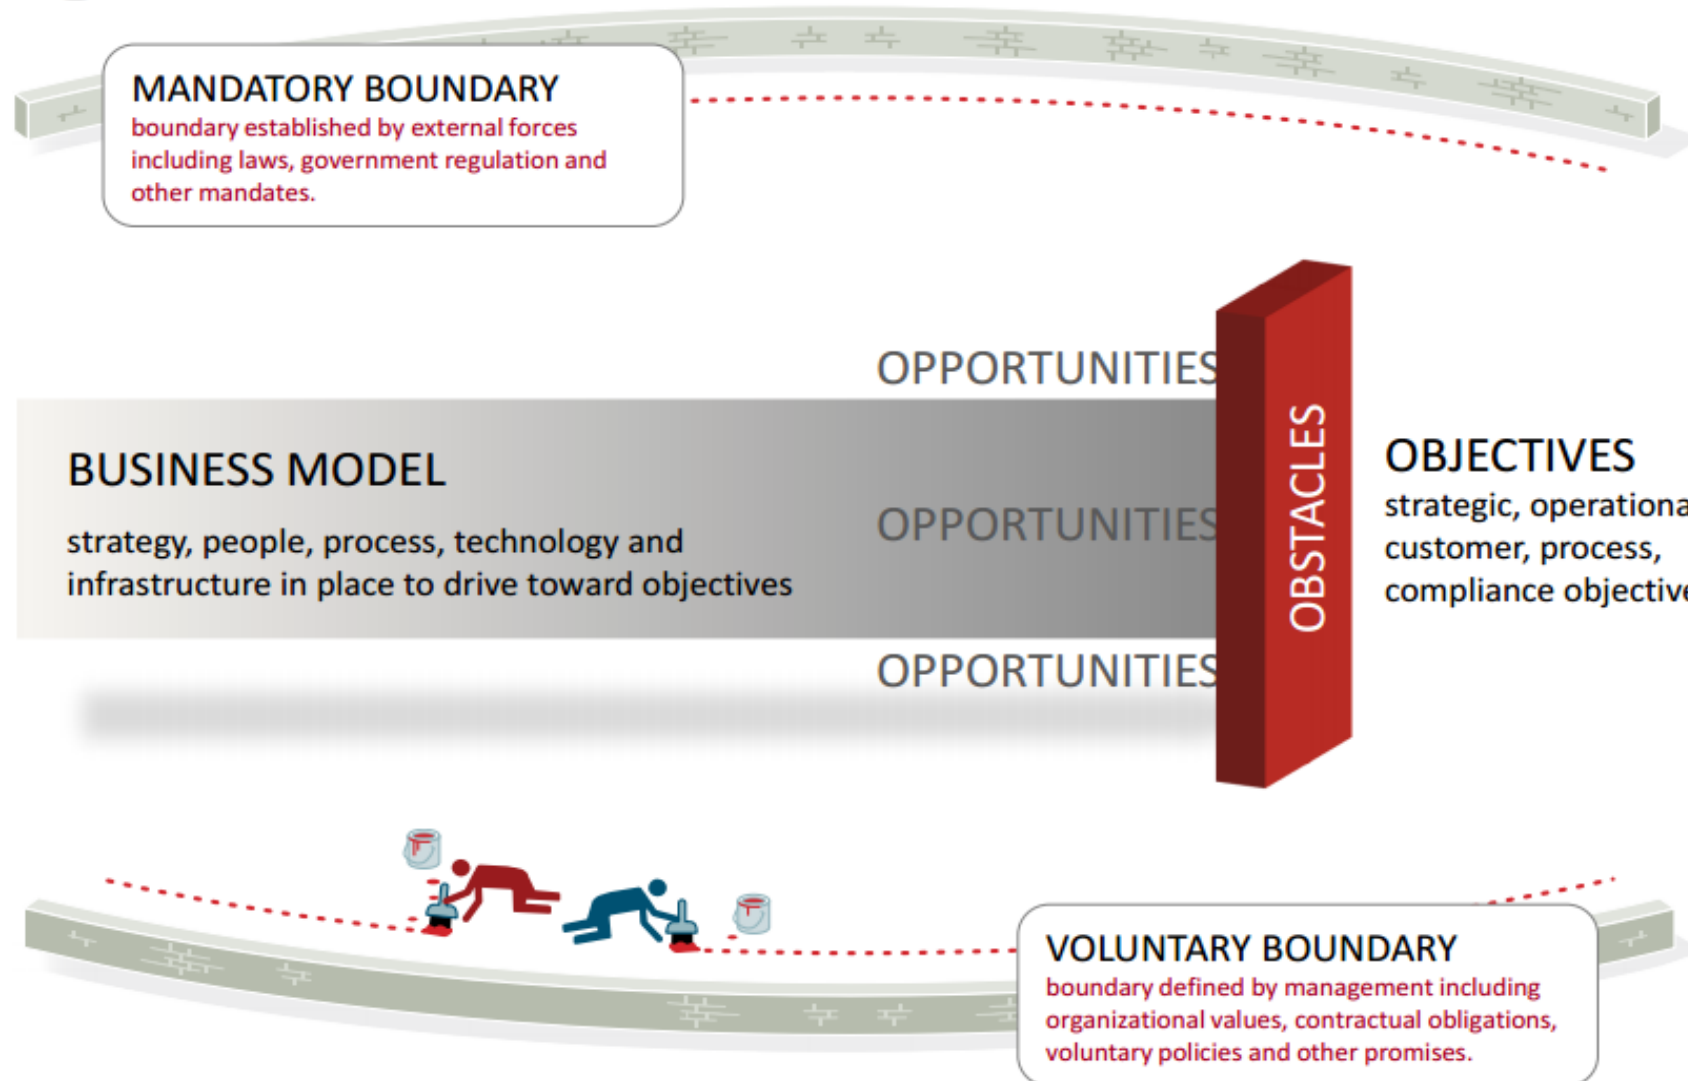 MANDATORY BOUNDARY
boundary established by external forces
including laws, government regulation and
other mandates.
OPPORTUNITIES
BUSINESS MODEL
strategy, people, process, technology and
infrastructure in place to drive toward objectives
OPPORTUNITIES
OPPORTUNITIES
OBSTACLES
OBJECTIVES
strategic, operationa
customer, process,
compliance objective
VOLUNTARY BOUNDARY
boundary defined by management including
organizational values, contractual obligations,
voluntary policies and other promises.